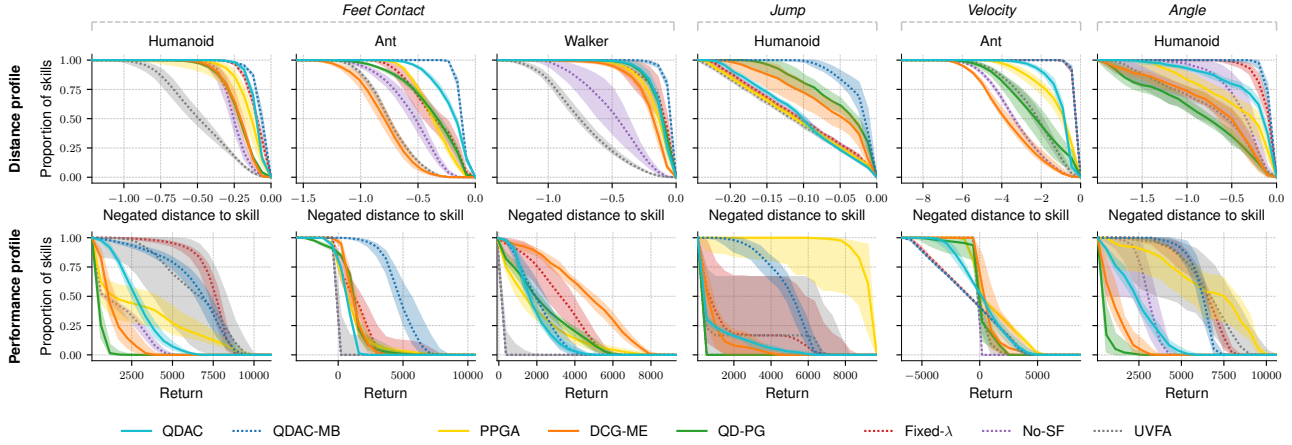 Feet Contact Jump Velocity Angle
Humanoid Ant Walker Humanoid Ant Humanoid
Distance profile
Proportion of skills
1.00
0.75
0.50
0.25
0.00
−1.00 −0.75 −0.50 −0.25 0.00
−1.5 −1.0 −0.5 0.0
−1.0 −0.5 0.0
−0.20 −0.15 −0.10 −0.05 0.00
−8 −6 −4 −2 0
−1.5 −1.0 −0.5 0.0
Negated distance to skill Negated distance to skill Negated distance to skill Negated distance to skill Negated distance to skill Negated distance to skill
Performance profile
Proportion of skills
1.00
0.75
0.50
0.25
0.00
2500 5000 7500 10000
0 5000 10000
0 2000 4000 6000 8000
2000 4000 6000 8000
−5000 0 5000
2500 5000 7500 10000
Return Return Return Return Return Return
QDAC QDAC-MB PPGA DCG-ME QD-PG Fixed-λ No-SF UVFA